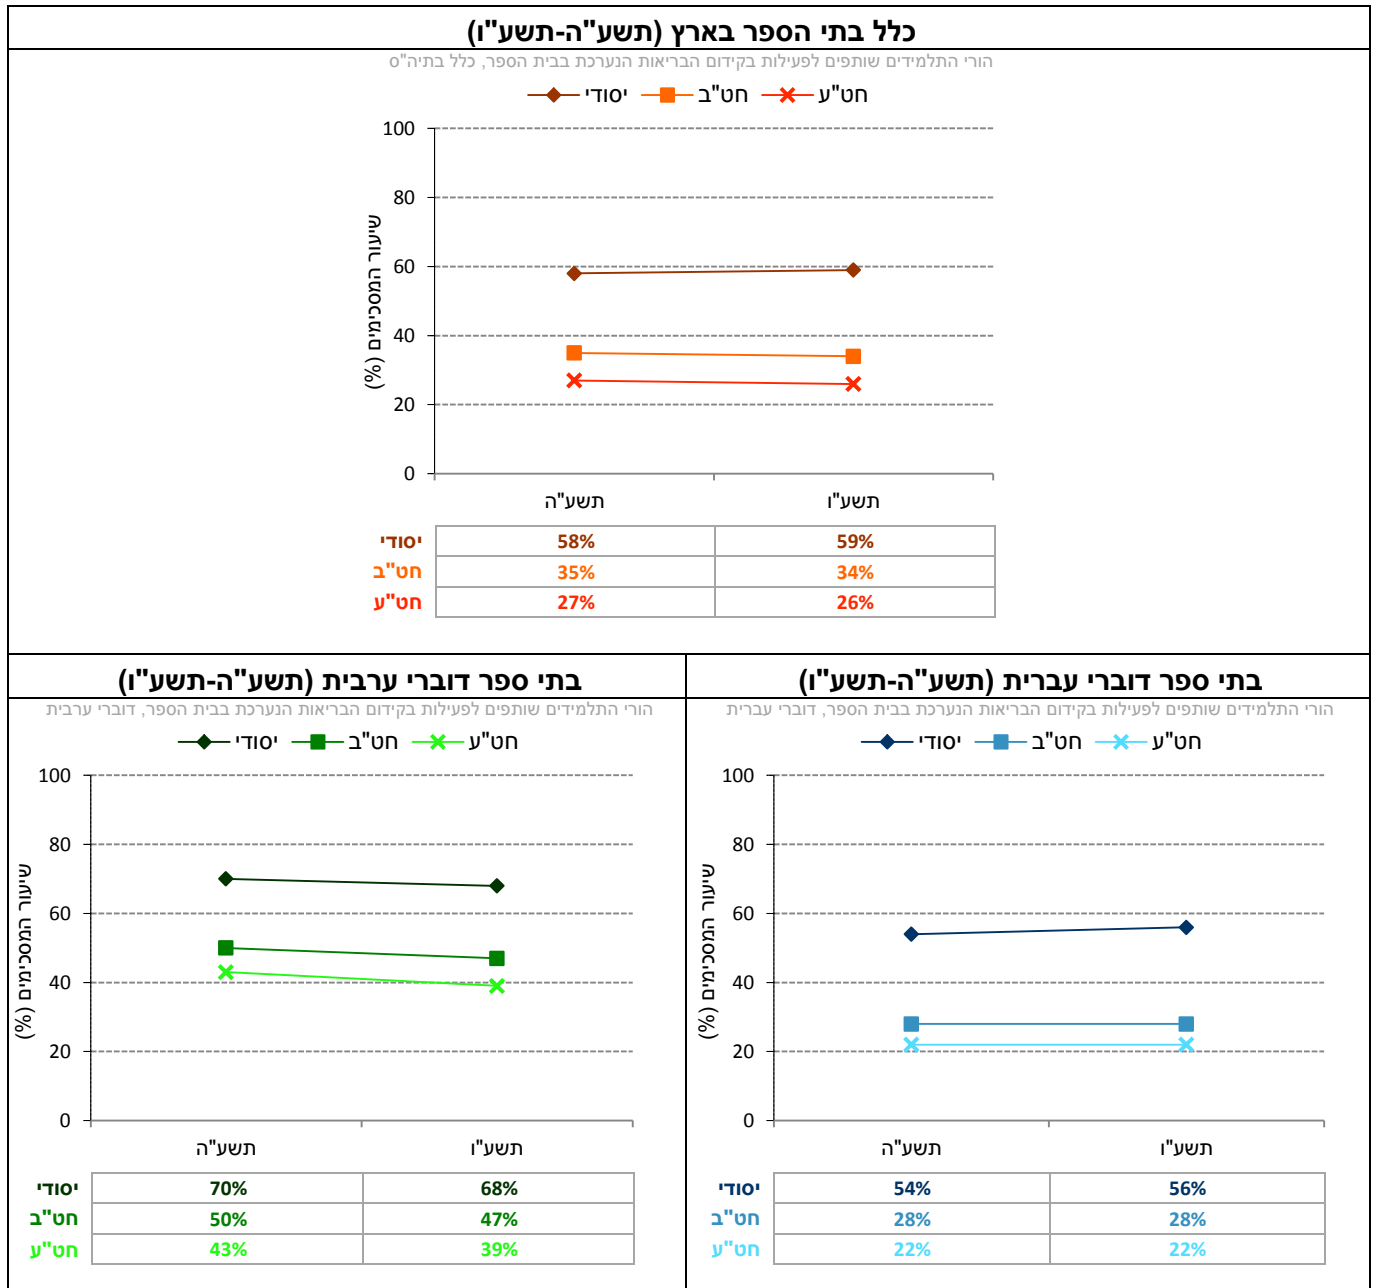 כלל בתי הספר בארץ (תשע"ה-תשע"ו)
הורי התלמידים שותפים לפעילות בקידום הבריאות הנערכת בבית הספר, כלל בתיה"ס
יסודי חט"ב חט"ע
שיעור המסכימים (%)
100
80
60
40
20
0
תשע"ה תשע"ו
יסודי 58% 59%
חט"ב 35% 34%
חט"ע 27% 26%
בתי ספר דוברי עברית (תשע"ה-תשע"ו)
הורי התלמידים שותפים לפעילות בקידום הבריאות הנערכת בבית הספר, דוברי עברית
יסודי חט"ב חט"ע
שיעור המסכימים (%)
100
80
60
40
20
0
תשע"ה תשע"ו
יסודי 54% 56%
חט"ב 28% 28%
חט"ע 22% 22%
בתי ספר דוברי ערבית (תשע"ה-תשע"ו)
הורי התלמידים שותפים לפעילות בקידום הבריאות הנערכת בבית הספר, דוברי ערבית
יסודי חט"ב חט"ע
שיעור המסכימים (%)
100
80
60
40
20
0
תשע"ה תשע"ו
יסודי 70% 68%
חט"ב 50% 47%
חט"ע 43% 39%